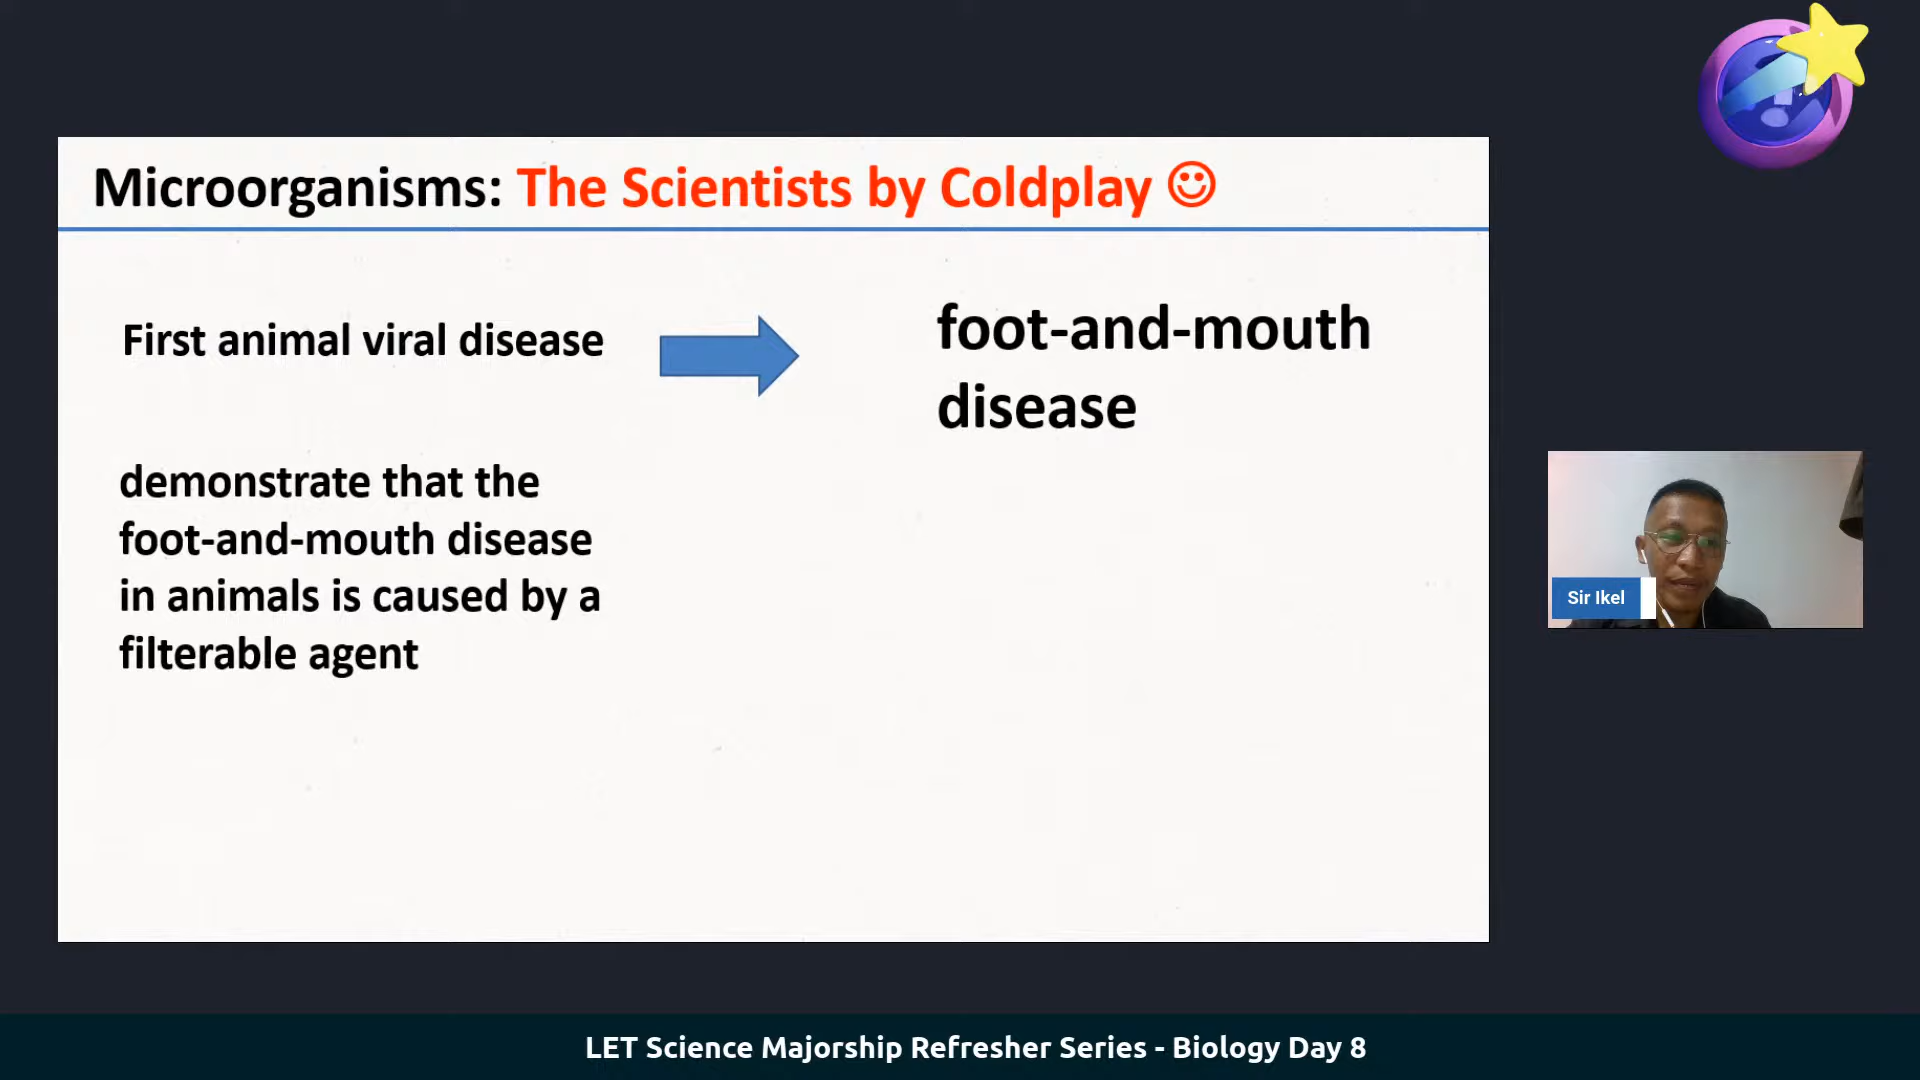 Microorganisms: The Scientists by Coldplay ☺
First animal viral disease
foot-and-mouth
disease
demonstrate that the
foot-and-mouth disease
in animals is caused by a
filterable agent
Sir Ikel
LET Science Majorship Refresher Series - Biology Day 8